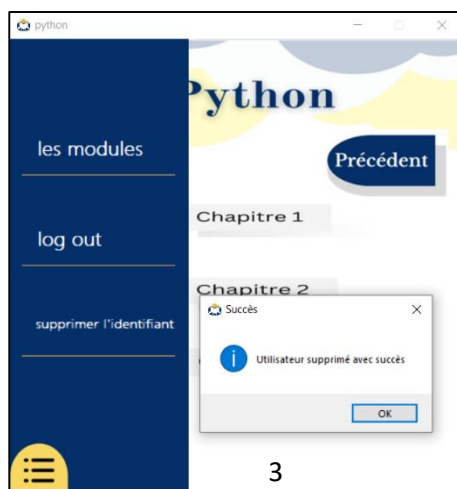 python
Python
les modules
Précédent
Chapitre 1
log out
Chapitre 2
Succès
supprimer l'identifiant
Utilisateur supprimé avec succès
OK
3